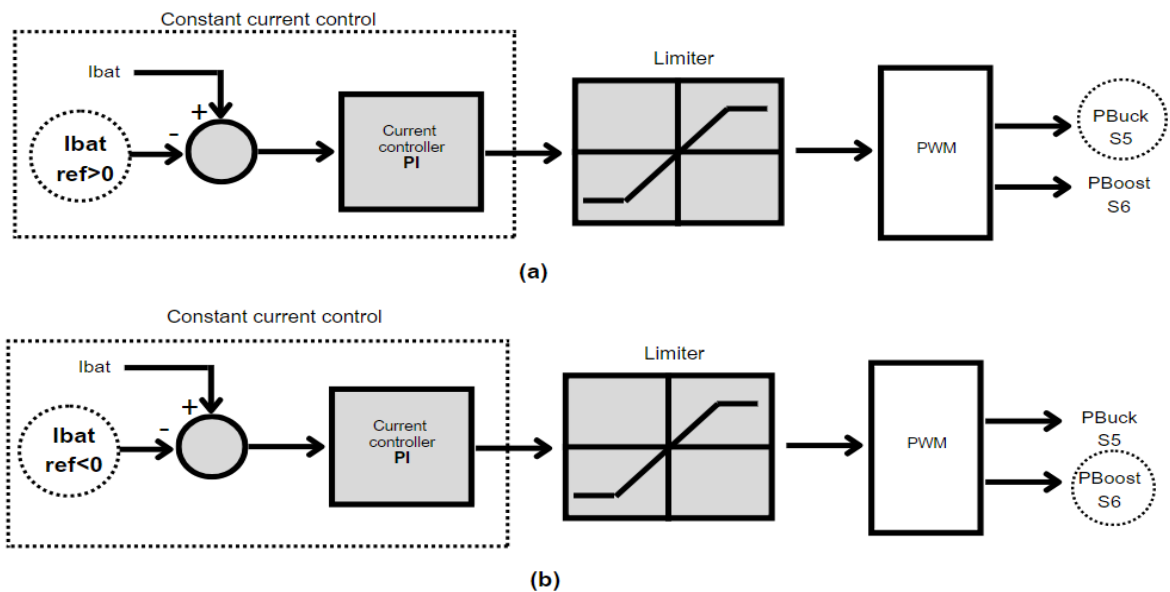 Constant current control
Ibat
Limiter
+
-
Ibat
ref>0
Current
controller
PI
PWM
PBuck
S5
PBoost
S6
(a)
Constant current control
Ibat
Limiter
+
-
Ibat
ref<0
Current
controller
PI
PWM
PBuck
S5
PBoost
S6
(b)